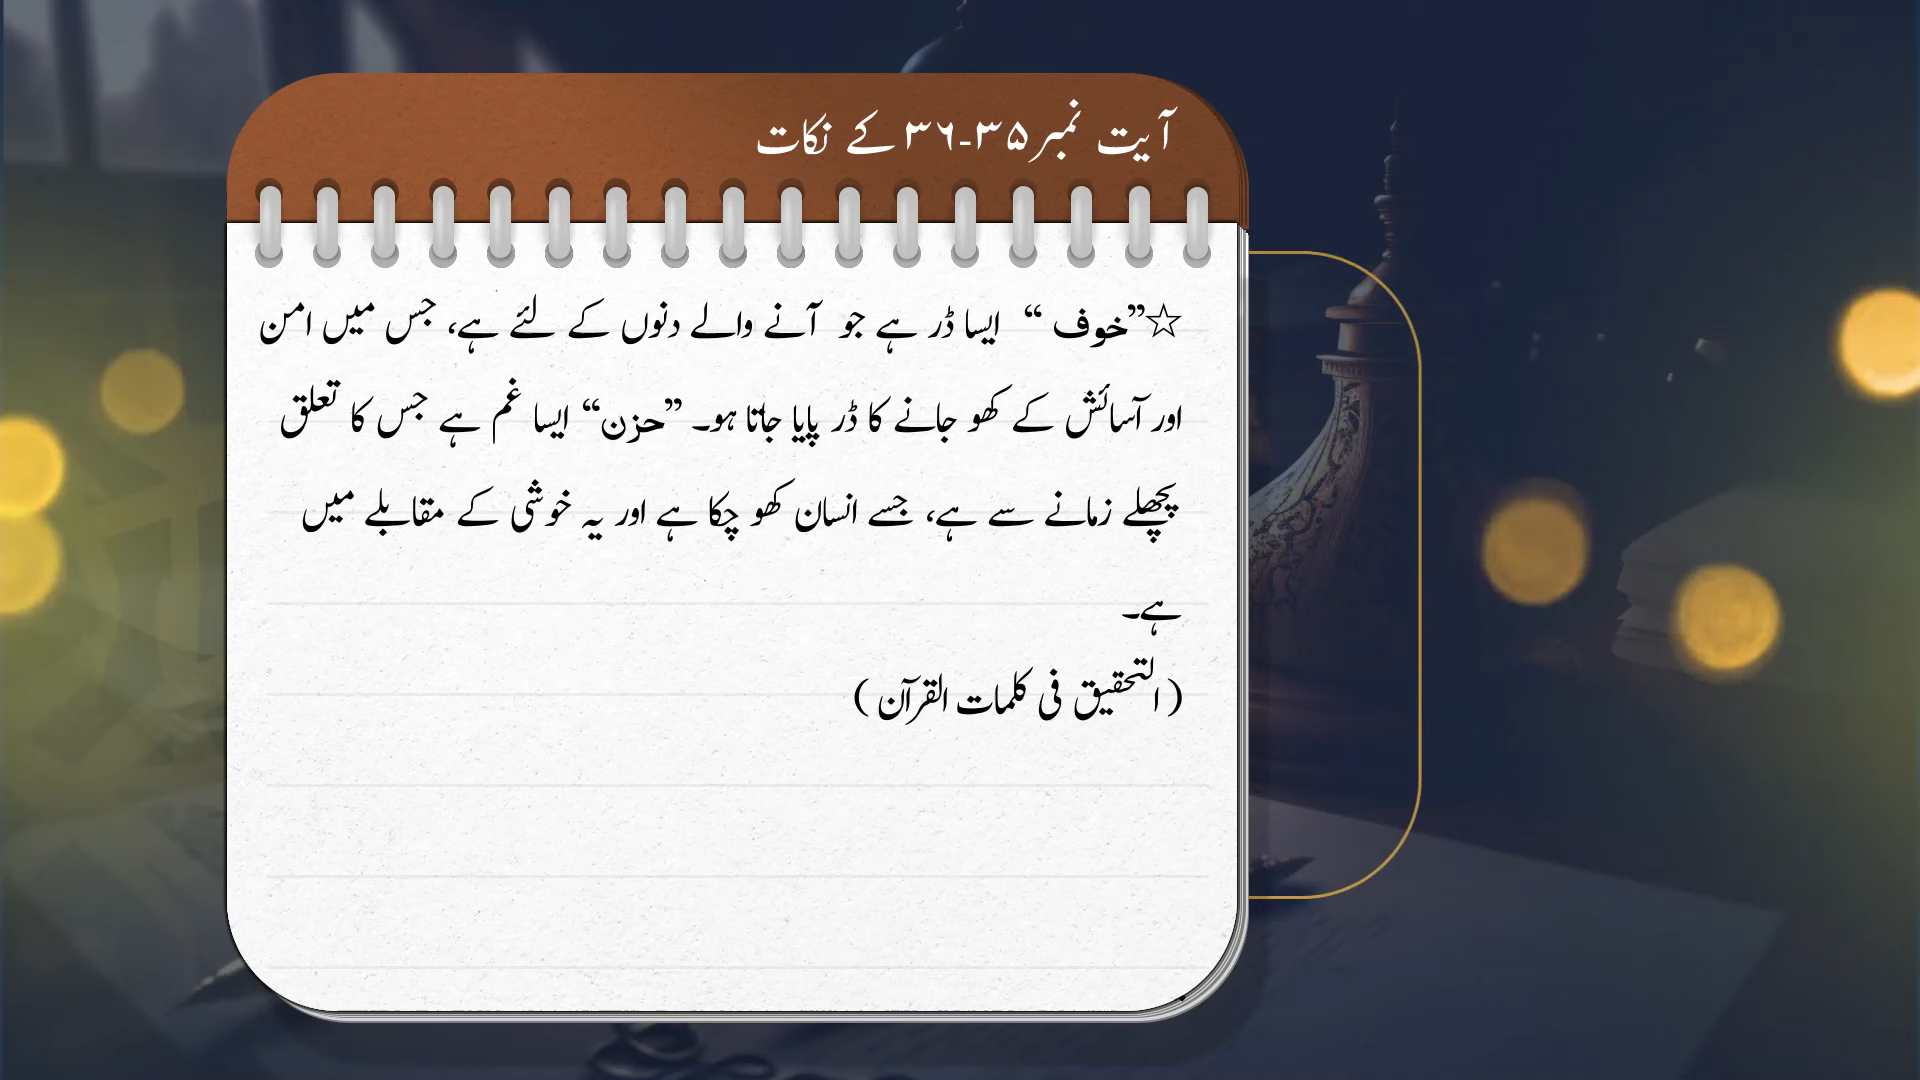 آیت نمبر ۳۵-۳٦ کے نکات
☆”خوف “ ایسا ڈر ہے جو آنے والے دنوں کے لئے ہے، جس میں امن
اور آسائش کے کھو جانے کا ڈر پایا جاتا ہو۔ ”حزن“ ایسا غم ہے جس کا تعلق
پچھلے زمانے سے ہے، جسے انسان کھو چکا ہے اور یہ خوشی کے مقابلے میں
ہے۔
( التحقیق فی کلمات القرآن )